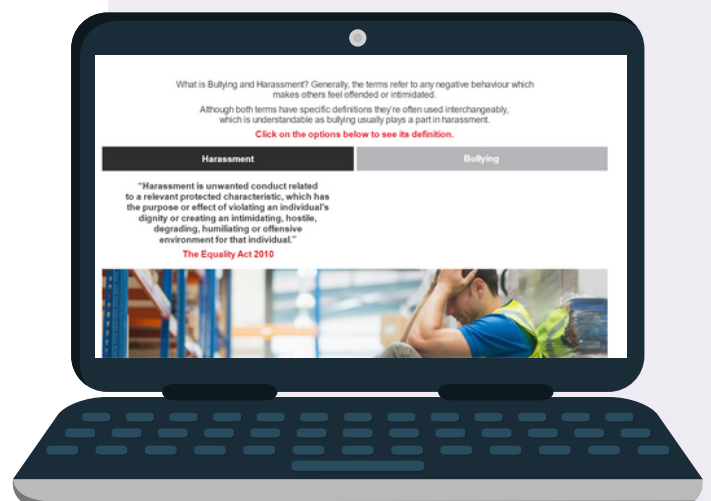 What is Bullying and Harassment? Generally, the terms refer to any negative behaviour which
makes others feel offended or intimidated.
Although both terms have specific definitions they're often used interchangeably,
which is understandable as bullying usually plays a part in harassment.
Click on the options below to see its definition.
Harassment
Bullying
"Harassment is unwanted conduct related
to a relevant protected characteristic, which has
the purpose or effect of violating an individual's
dignity or creating an intimidating, hostile,
degrading, humiliating or offensive
environment for that individual."
The Equality Act 2010